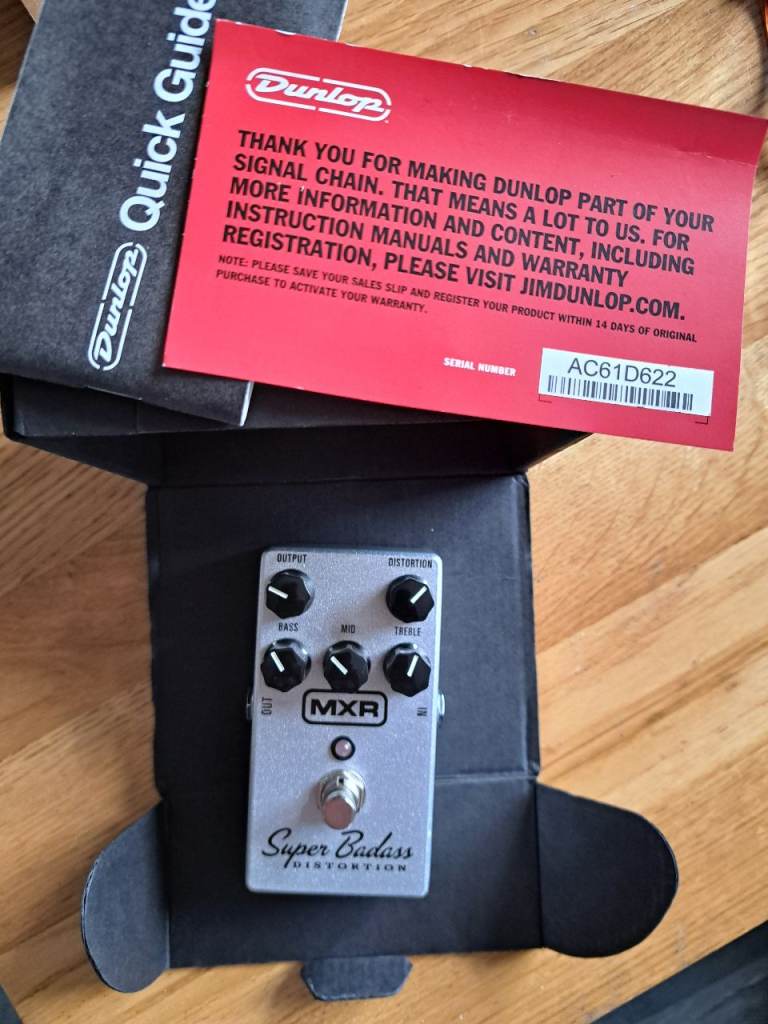 Dunlop Quick Guide
Dunlop
THANK YOU FOR MAKING DUNLOP PART OF YOUR
SIGNAL CHAIN. THAT MEANS A LOT TO US. FOR
MORE INFORMATION AND CONTENT, INCLUDING
INSTRUCTION MANUALS AND WARRANTY
REGISTRATION, PLEASE VISIT JIMDUNLOP.COM.
NOTE: PLEASE SAVE YOUR SALES SLIP AND REGISTER YOUR PRODUCT WITHIN 14 DAYS OF ORIGINAL
PURCHASE TO ACTIVATE YOUR WARRANTY.
SERIAL NUMBER
AC61D622
OUTPUT DISTORTION
BASS MID TREBLE
OUT MXR IN
Super Badass
DISTORTION